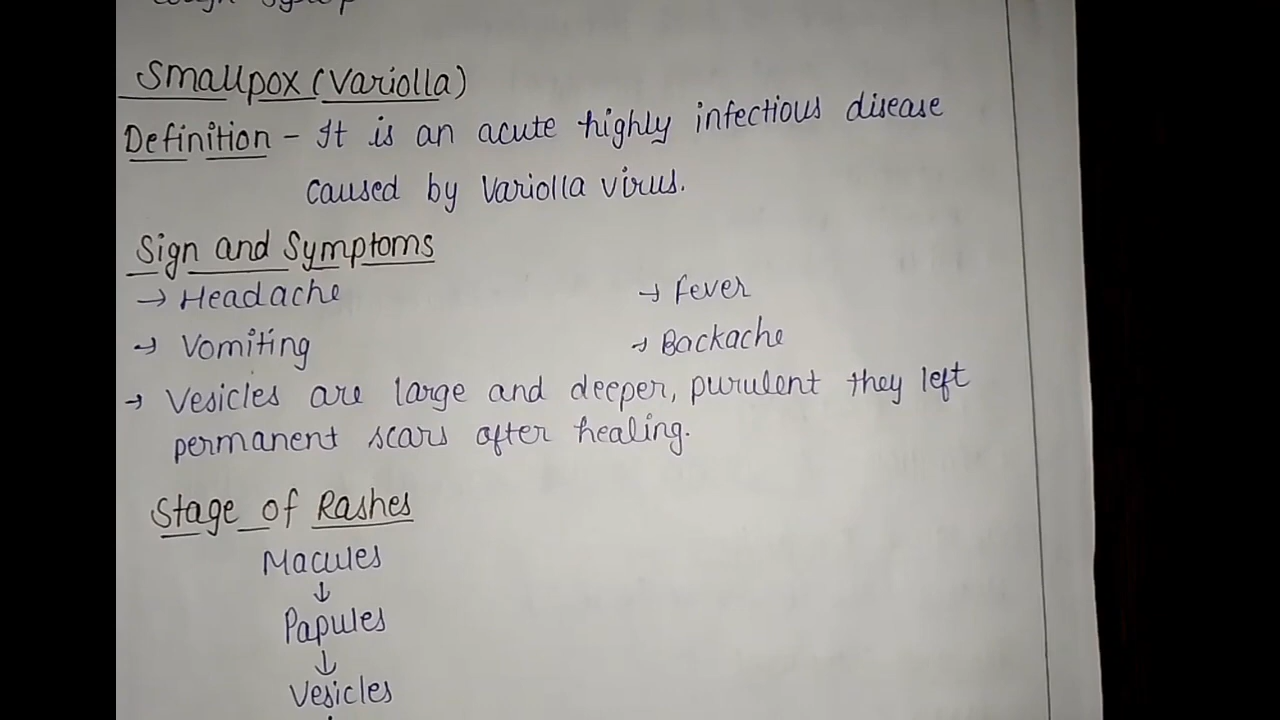 Cough Syrup
Smallpox (Variolla)
Definition - It is an acute highly infectious disease
caused by Variolla virus.
Sign and Symptoms
→ Headache → Fever
→ Vomiting → Backache
→ Vesicles are large and deeper, purulent they left
permanent scars after healing.
Stage of Rashes
Macules
↓
Papules
↓
Vesicles